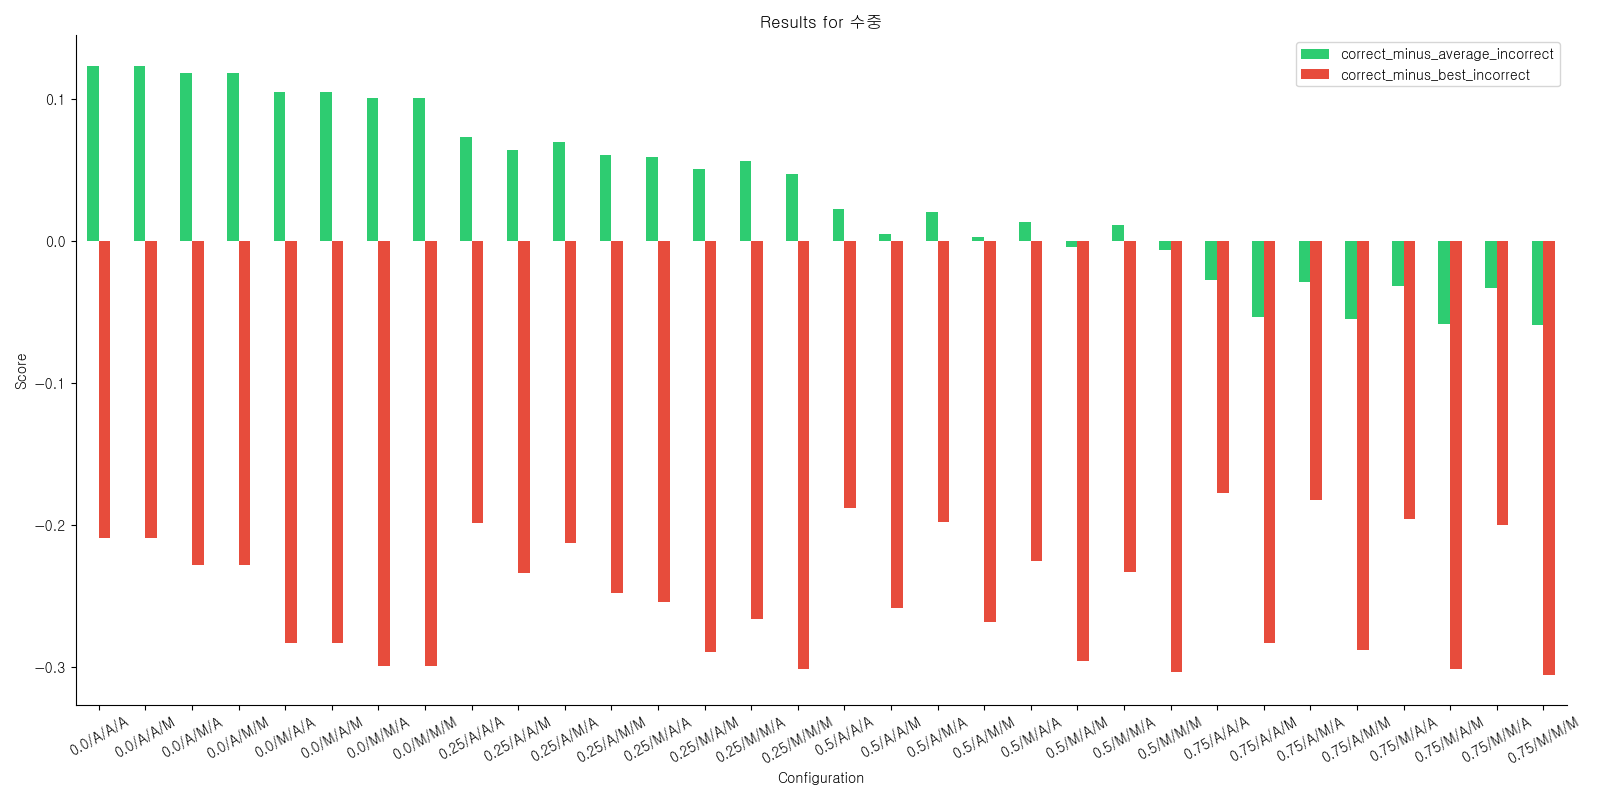 Results for 수중
correct_minus_average_incorrect
correct_minus_best_incorrect
0.1
0.0
−0.1
−0.2
−0.3
Score
0.0/A/A/A
0.0/A/A/M
0.0/A/M/A
0.0/A/M/M
0.0/M/A/A
0.0/M/A/M
0.0/M/M/A
0.0/M/M/M
0.25/A/A/A
0.25/A/A/M
0.25/A/M/A
0.25/A/M/M
0.25/M/A/A
0.25/M/A/M
0.25/M/M/A
0.25/M/M/M
0.5/A/A/A
0.5/A/A/M
0.5/A/M/A
0.5/A/M/M
0.5/M/A/A
0.5/M/A/M
0.5/M/M/A
0.5/M/M/M
0.75/A/A/A
0.75/A/A/M
0.75/A/M/A
0.75/A/M/M
0.75/M/A/A
0.75/M/A/M
0.75/M/M/A
0.75/M/M/M
Configuration